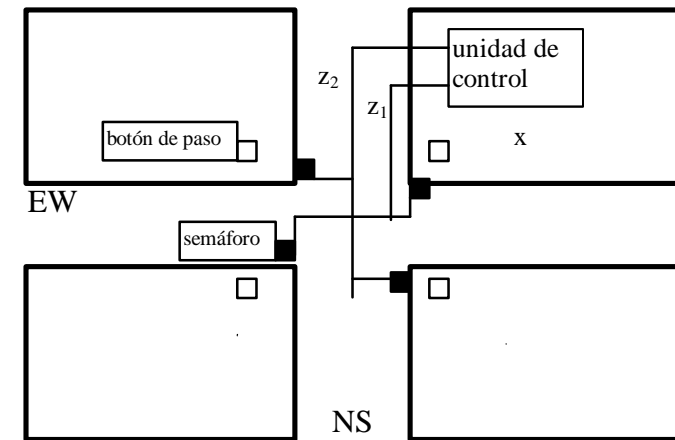 unidad de
control
z₂
z₁
botón de paso
x
EW
semáforo
NS